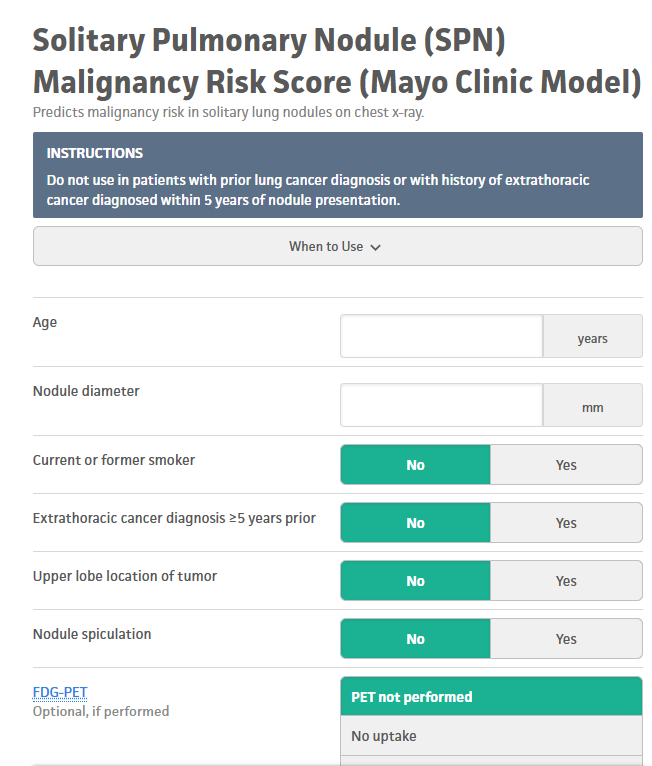 Solitary Pulmonary Nodule (SPN)
Malignancy Risk Score (Mayo Clinic Model)
Predicts malignancy risk in solitary lung nodules on chest x-ray.
INSTRUCTIONS
Do not use in patients with prior lung cancer diagnosis or with history of extrathoracic
cancer diagnosed within 5 years of nodule presentation.
When to Use
Age
years
Nodule diameter
mm
Current or former smoker
No Yes
Extrathoracic cancer diagnosis ≥5 years prior
No Yes
Upper lobe location of tumor
No Yes
Nodule spiculation
No Yes
FDG-PET
Optional, if performed
PET not performed
No uptake